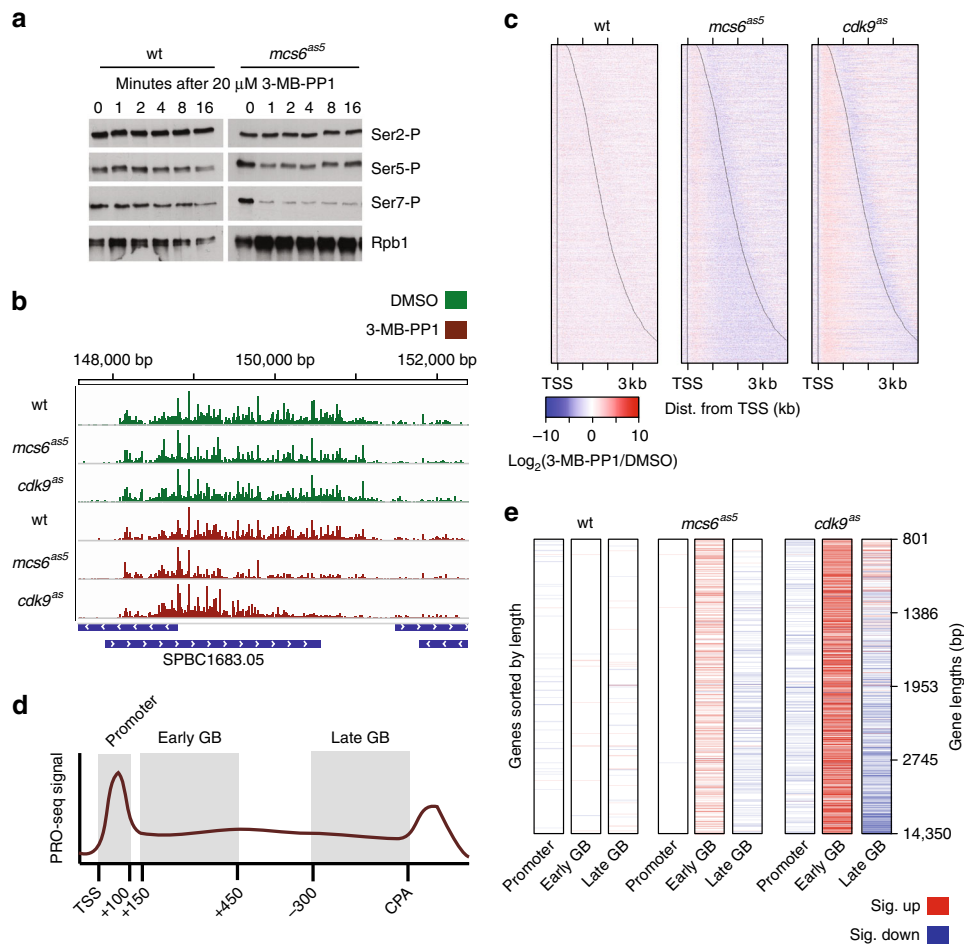 a
wt
mcs6as5
Minutes after 20 μM 3-MB-PP1
0 1 2 4 8 16
0 1 2 4 8 16
Ser2-P
Ser5-P
Ser7-P
Rpb1
b
DMSO
3-MB-PP1
148,000 bp
150,000 bp
152,000 bp
wt
mcs6as5
cdk9as
wt
mcs6as5
cdk9as
SPBC1683.05
c
wt
mcs6as5
cdk9as
TSS
3 kb
TSS
3 kb
TSS
3 kb
Dist. from TSS (kb)
−10
0
10
Log2(3-MB-PP1/DMSO)
d
PRO-seq signal
Promoter
Early GB
Late GB
TSS
+100
+150
+450
−300
CPA
e
wt
mcs6as5
cdk9as
Genes sorted by length
801
1386
1953
2745
14,350
Gene lengths (bp)
Promoter
Early GB
Late GB
Promoter
Early GB
Late GB
Promoter
Early GB
Late GB
Sig. up
Sig. down